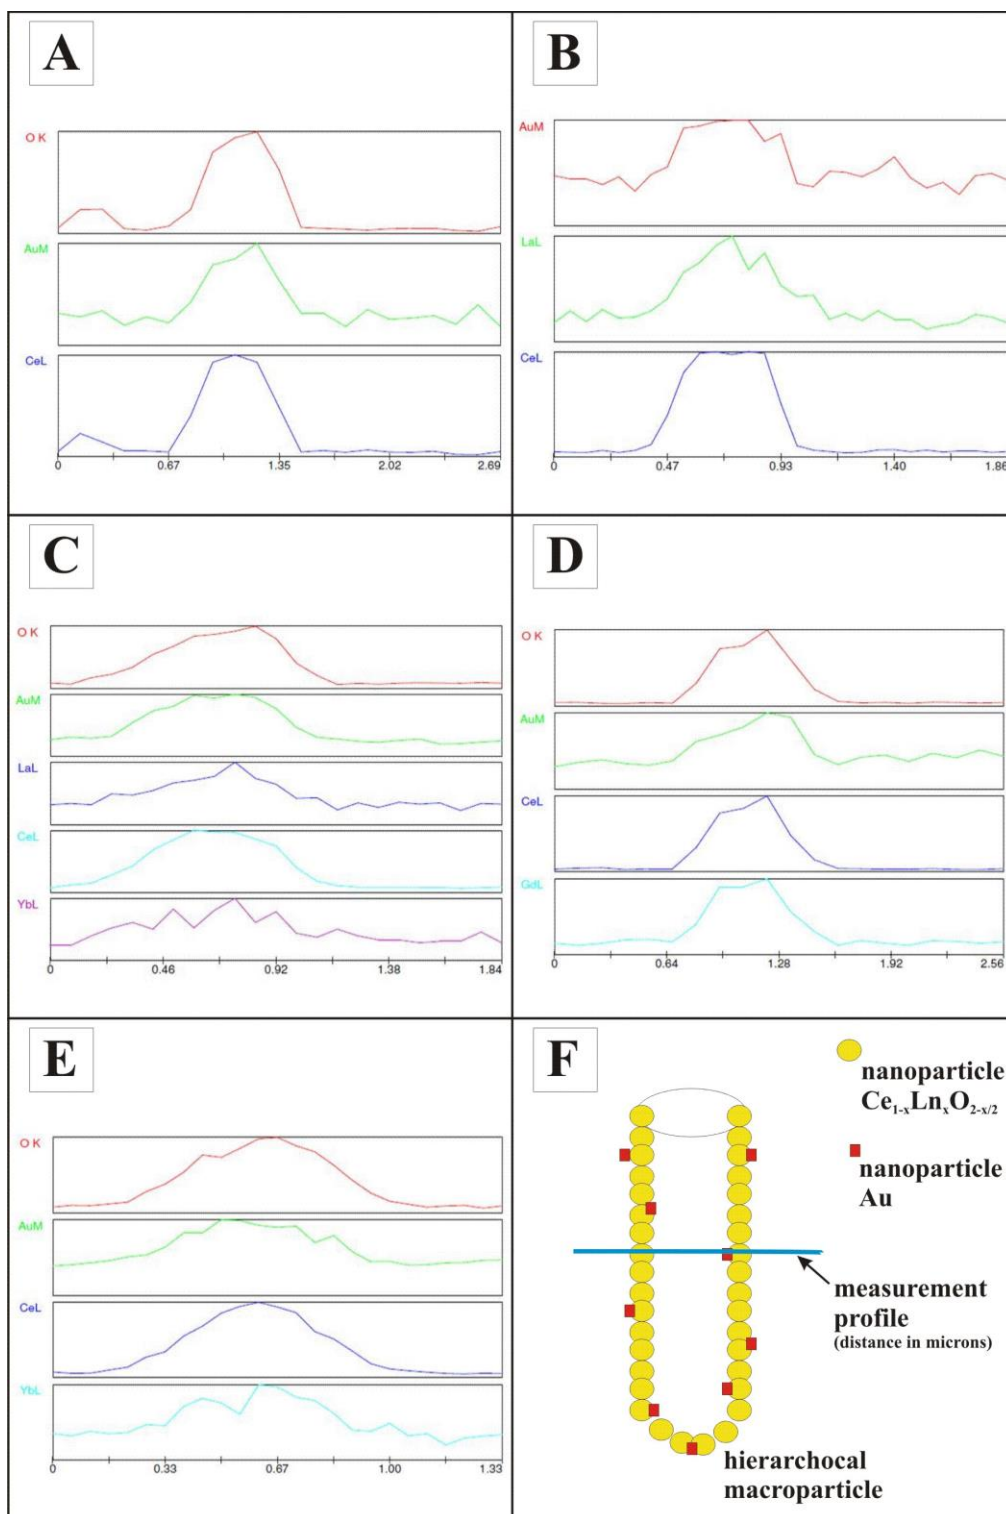 A
O K
AuM
CeL
0 0.67 1.35 2.02 2.69
B
AuM
LaL
CeL
0 0.47 0.93 1.40 1.86
C
O K
AuM
LaL
CeL
YbL
0 0.46 0.92 1.38 1.84
D
O K
AuM
CeL
GdL
0 0.64 1.28 1.92 2.56
E
O K
AuM
CeL
YbL
0 0.33 0.67 1.00 1.33
F
nanoparticle
Ce1-xLnxO2-x/2
nanoparticle
Au
measurement
profile
(distance in microns)
hierarchocal
macroparticle